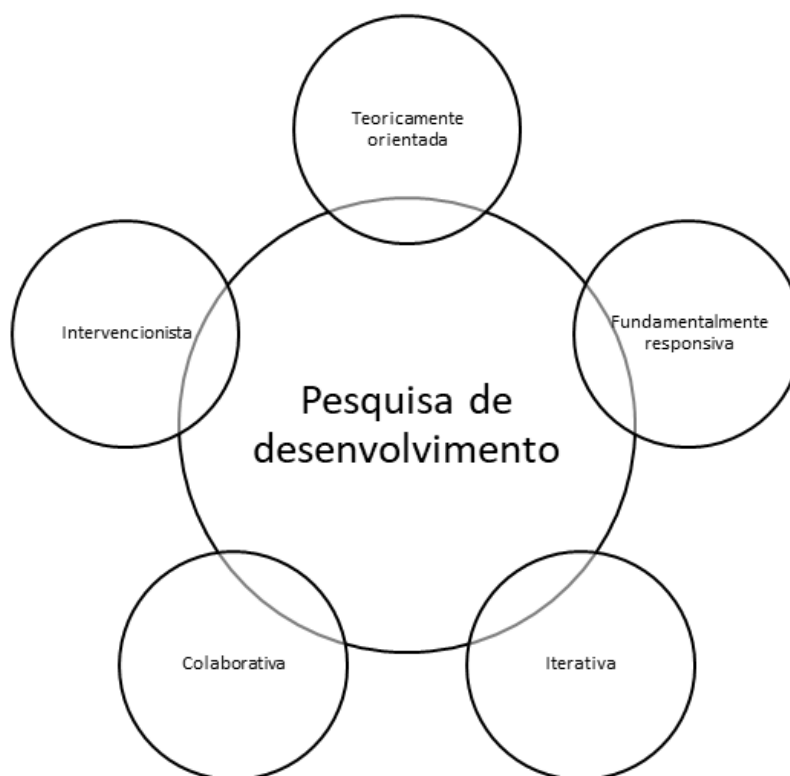 Teoricamente
orientada
Intervencionista
Fundamentalmente
responsiva
Pesquisa de
desenvolvimento
Colaborativa
Iterativa